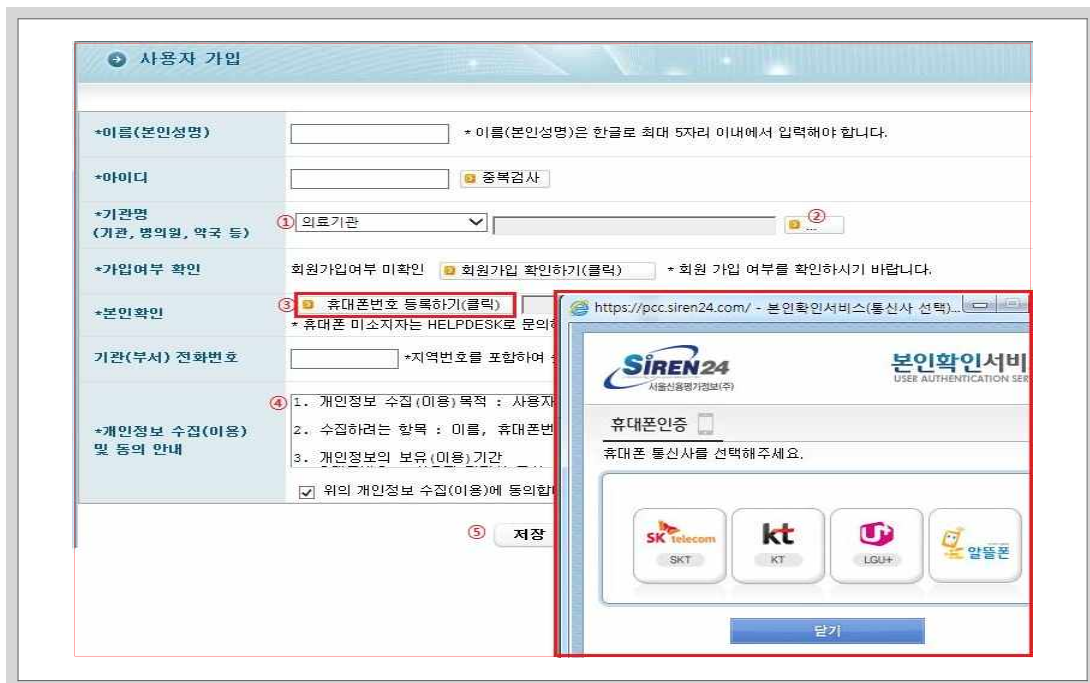 사용자 가입
*이름(본인성명)
* 이름(본인성명)은 한글로 최대 5자리 이내에서 입력해야 합니다.
*아이디
중복검사
*기관명
(기관, 병의원, 약국 등)
① 의료기관
②
...
*가입여부 확인
회원가입여부 미확인 회원가입 확인하기(클릭) * 회원 가입 여부를 확인하시기 바랍니다.
*본인확인
③ 휴대폰번호 등록하기(클릭)
* 휴대폰 미소지자는 HELPDESK로 문의
기관(부서) 전화번호
*지역번호를 포함하여
*개인정보 수집(이용)
및 동의 안내
④ 1. 개인정보 수집(이용)목적 : 사용자
2. 수집하려는 항목 : 이름, 휴대폰번
3. 개인정보의 보유(이용)기간
위의 개인정보 수집(이용)에 동의합
⑤ 저장
https://pcc.siren24.com/ - 본인확인서비스(통신사 선택)...
SiREN24
서울신용평가정보(주)
본인확인서비
USER AUTHENTICATION SER
휴대폰인증
휴대폰 통신사를 선택해주세요.
SK telecom
SKT
kt
KT
U+
LGU+
알뜰폰
닫기